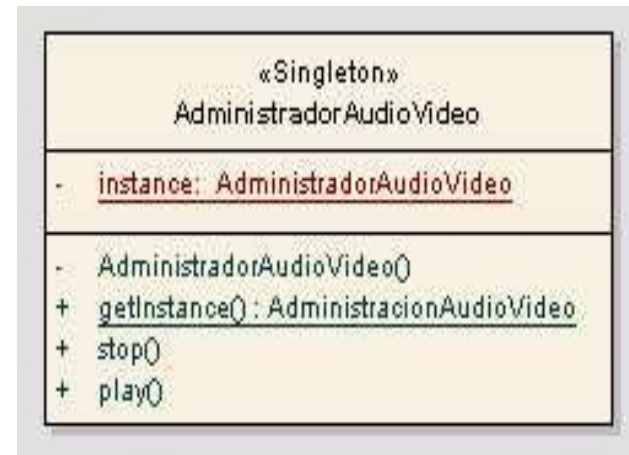 «Singleton»
AdministradorAudioVideo
- instance: AdministradorAudioVideo
- AdministradorAudioVideo()
+ getInstance() : AdministracionAudioVideo
+ stop()
+ play()